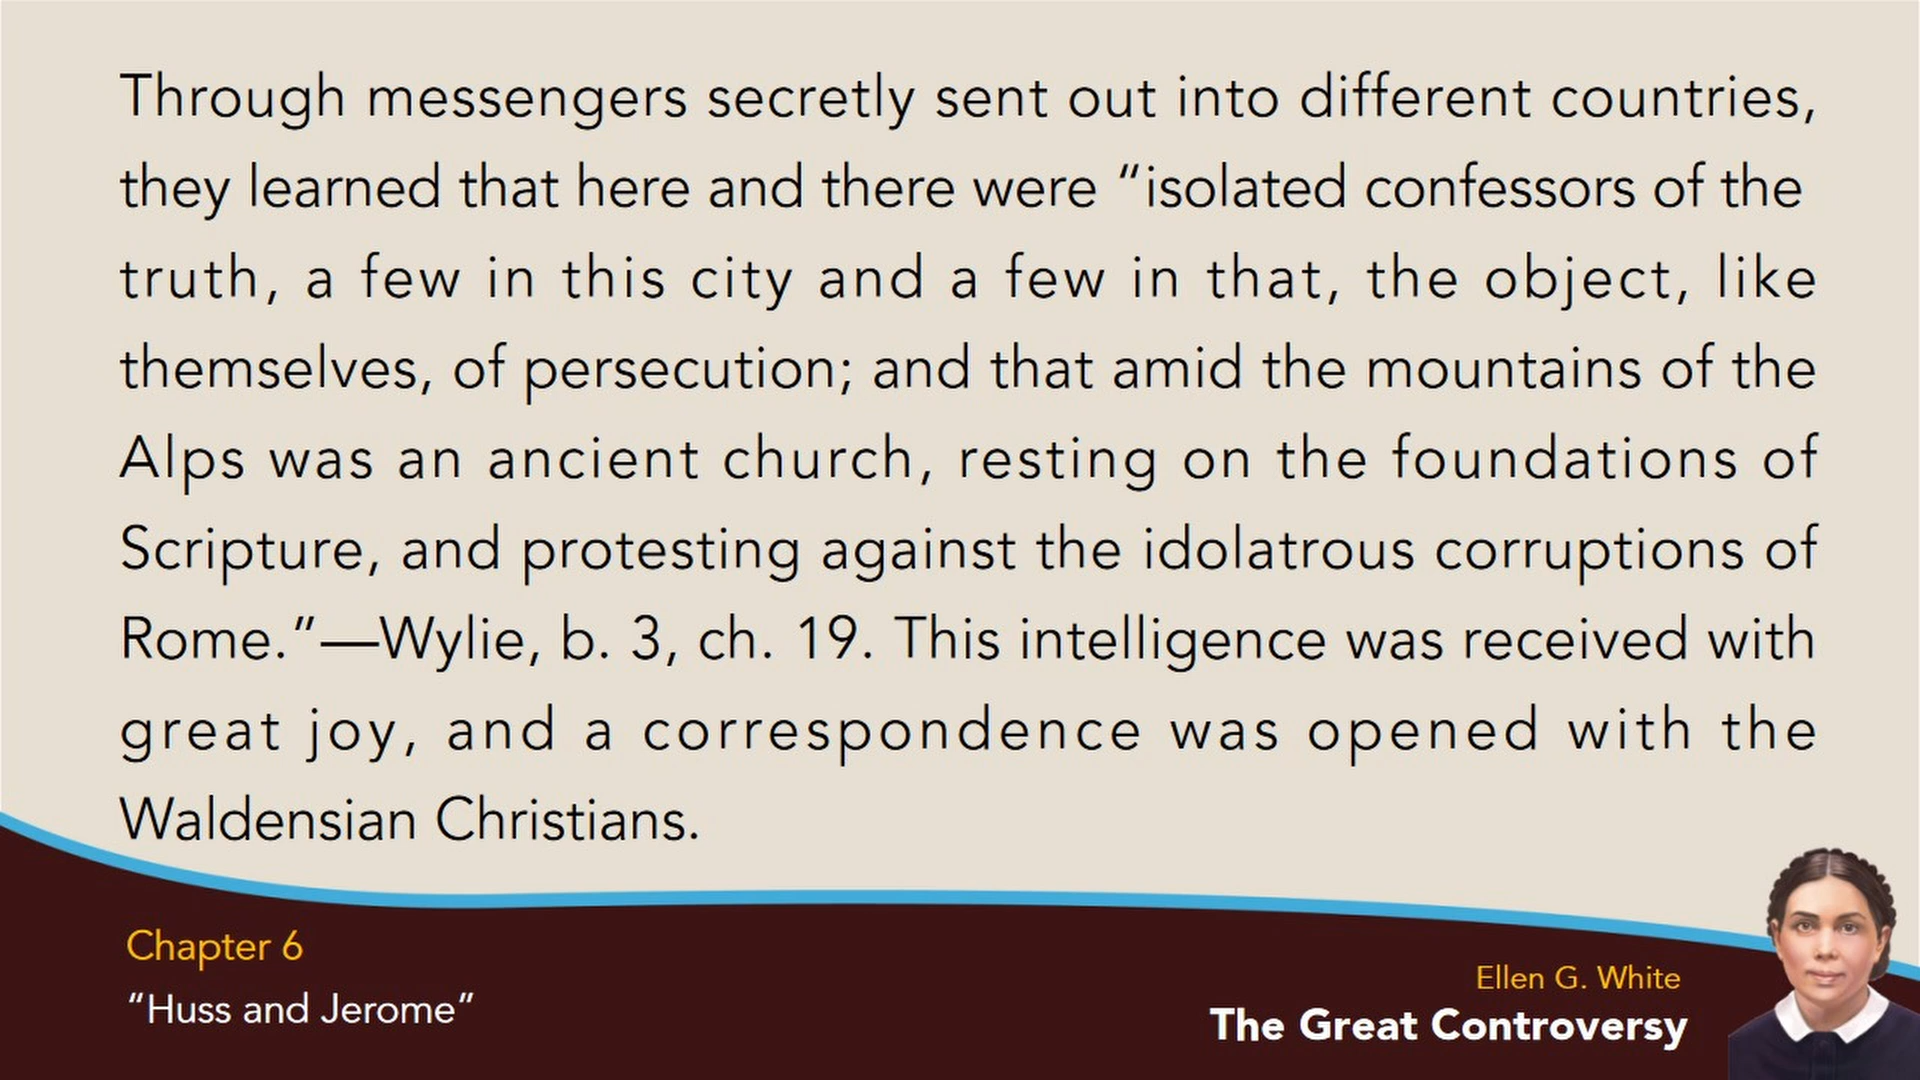 Through messengers secretly sent out into different countries,
they learned that here and there were “isolated confessors of the
truth, a few in this city and a few in that, the object, like
themselves, of persecution; and that amid the mountains of the
Alps was an ancient church, resting on the foundations of
Scripture, and protesting against the idolatrous corruptions of
Rome.”—Wylie, b. 3, ch. 19. This intelligence was received with
great joy, and a correspondence was opened with the
Waldensian Christians.
Chapter 6
“Huss and Jerome”
Ellen G. White
The Great Controversy